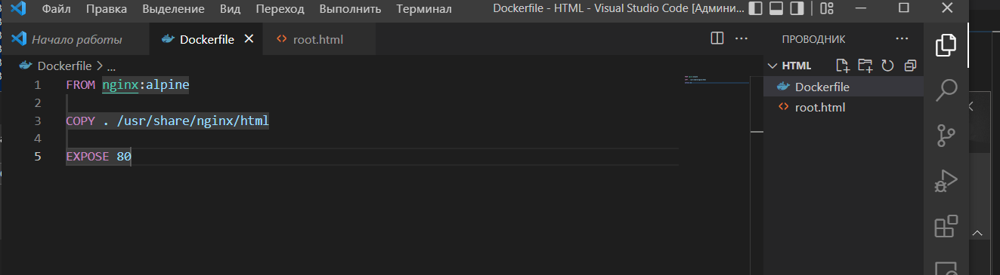 Файл Правка Выделение Вид Переход Выполнить Терминал Dockerfile - HTML - Visual Studio Code [Админи...
Начало работы Dockerfile root.html ...
Dockerfile > ...
1 FROM nginx:alpine
2
3 COPY . /usr/share/nginx/html
4
5 EXPOSE 80
ПРОВОДНИК ...
HTML
Dockerfile
root.html